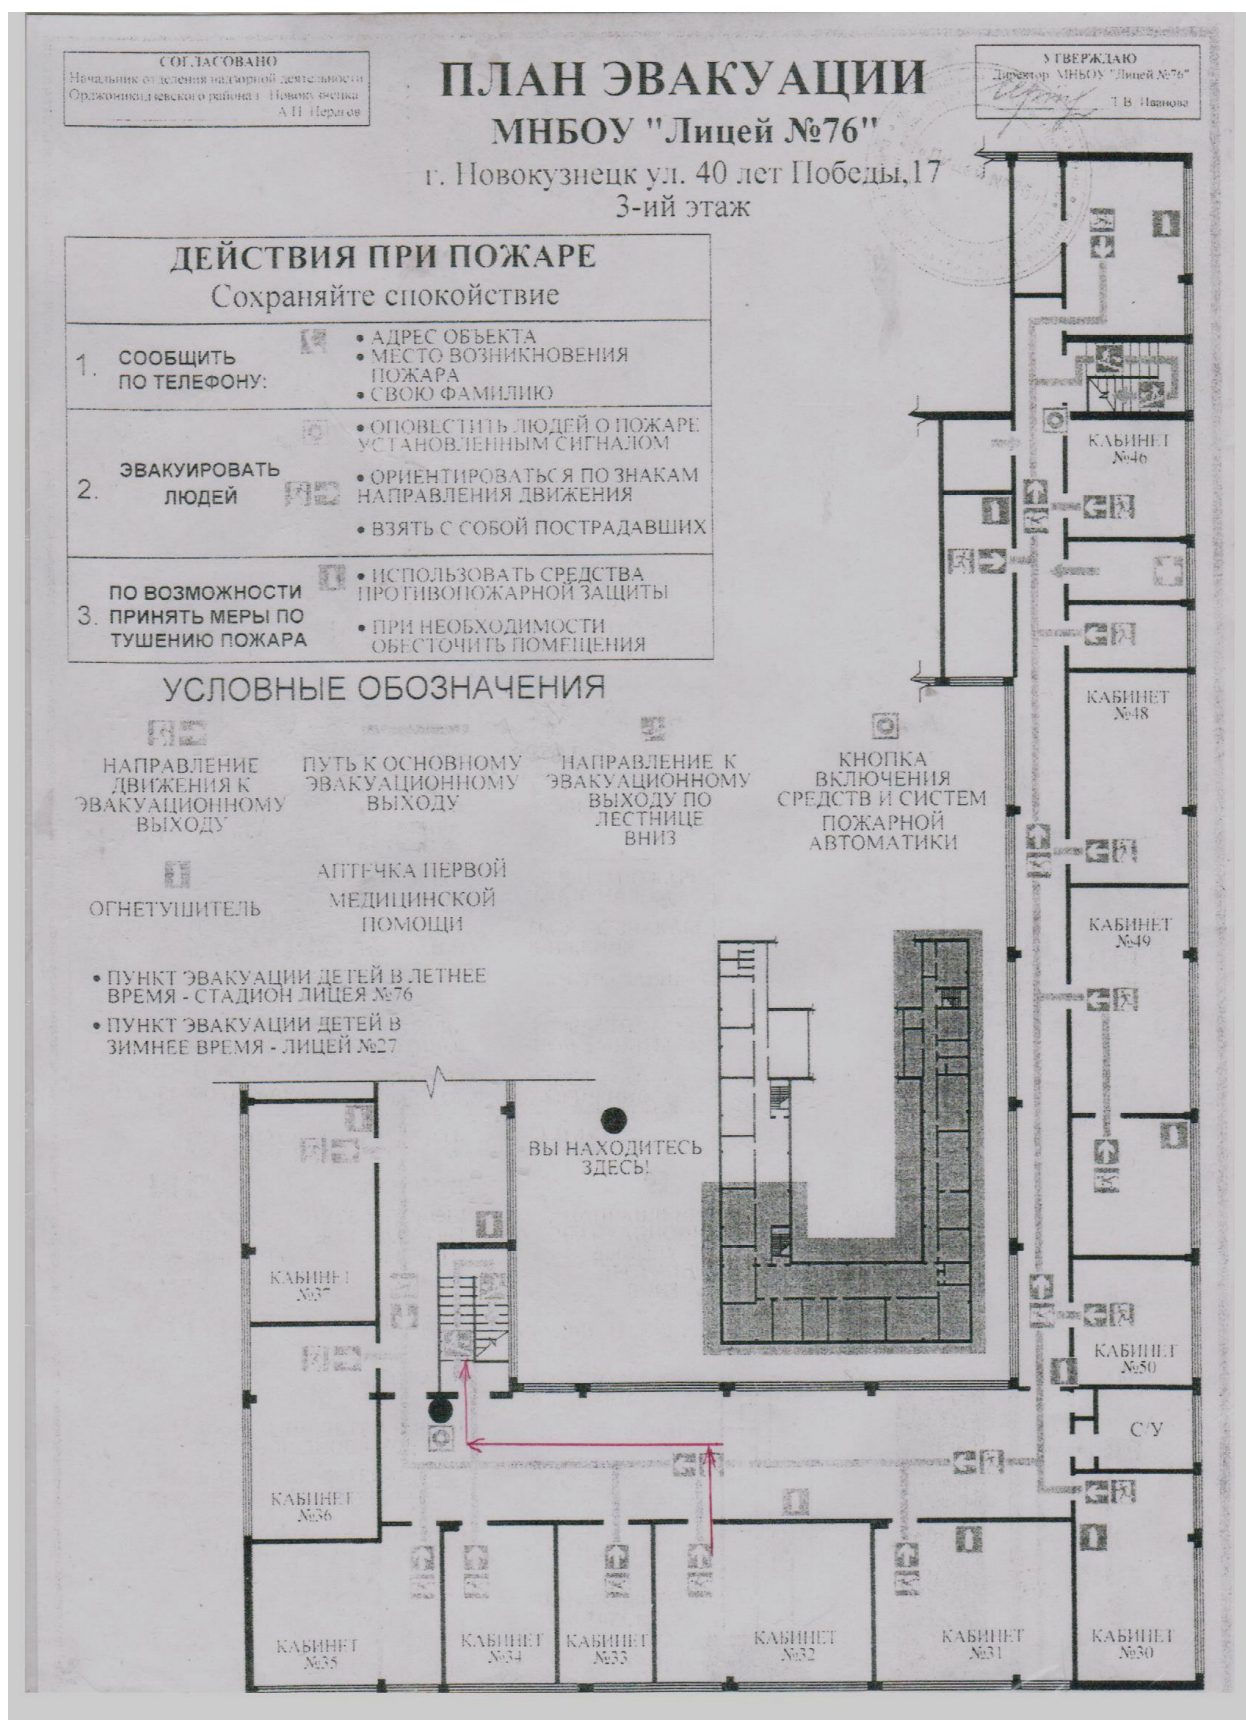 СОГЛАСОВАНО
Начальник отделения надзорной деятельности
Орджоникидзевского района г. Новокузнецка
УТВЕРЖДАЮ
Директор МНБОУ "Лицей №76"
Т.В. Иванова
ПЛАН ЭВАКУАЦИИ
МНБОУ "Лицей №76"
г. Новокузнецк ул. 40 лет Победы,17
3-ий этаж
ДЕЙСТВИЯ ПРИ ПОЖАРЕ
Сохраняйте спокойствие
1. СООБЩИТЬ
ПО ТЕЛЕФОНУ:
• АДРЕС ОБЪЕКТА
• МЕСТО ВОЗНИКНОВЕНИЯ
ПОЖАРА
• СВОЮ ФАМИЛИЮ
2. ЭВАКУИРОВАТЬ
ЛЮДЕЙ
• ОПОВЕСТИТЬ ЛЮДЕЙ О ПОЖАРЕ
УСТАНОВЛЕННЫМ СИГНАЛОМ
• ОРИЕНТИРОВАТЬСЯ ПО ЗНАКАМ
НАПРАВЛЕНИЯ ДВИЖЕНИЯ
• ВЗЯТЬ С СОБОЙ ПОСТРАДАВШИХ
3. ПО ВОЗМОЖНОСТИ
ПРИНЯТЬ МЕРЫ ПО
ТУШЕНИЮ ПОЖАРА
• ИСПОЛЬЗОВАТЬ СРЕДСТВА
ПРОТИВОПОЖАРНОЙ ЗАЩИТЫ
• ПРИ НЕОБХОДИМОСТИ
ОБЕСТОЧИТЬ ПОМЕЩЕНИЯ
УСЛОВНЫЕ ОБОЗНАЧЕНИЯ
НАПРАВЛЕНИЕ
ДВИЖЕНИЯ К
ЭВАКУАЦИОННОМУ
ВЫХОДУ
ПУТЬ К ОСНОВНОМУ
ЭВАКУАЦИОННОМУ
ВЫХОДУ
НАПРАВЛЕНИЕ К
ЭВАКУАЦИОННОМУ
ВЫХОДУ ПО
ЛЕСТНИЦЕ
ВНИЗ
КНОПКА
ВКЛЮЧЕНИЯ
СРЕДСТВ И СИСТЕМ
ПОЖАРНОЙ
АВТОМАТИКИ
ОГНЕТУШИТЕЛЬ
АПТЕЧКА ПЕРВОЙ
МЕДИЦИНСКОЙ
ПОМОЩИ
• ПУНКТ ЭВАКУАЦИИ ДЕТЕЙ В ЛЕТНЕЕ
ВРЕМЯ - СТАДИОН ЛИЦЕЯ №76
• ПУНКТ ЭВАКУАЦИИ ДЕТЕЙ В
ЗИМНЕЕ ВРЕМЯ - ЛИЦЕЙ №27
ВЫ НАХОДИТЕСЬ
ЗДЕСЬ!
КАБИНЕТ
№46
КАБИНЕТ
№48
КАБИНЕТ
№49
КАБИНЕТ
№50
С/У
КАБИНЕТ
№37
КАБИНЕТ
№36
КАБИНЕТ
№35
КАБИНЕТ
№34
КАБИНЕТ
№33
КАБИНЕТ
№32
КАБИНЕТ
№31
КАБИНЕТ
№30